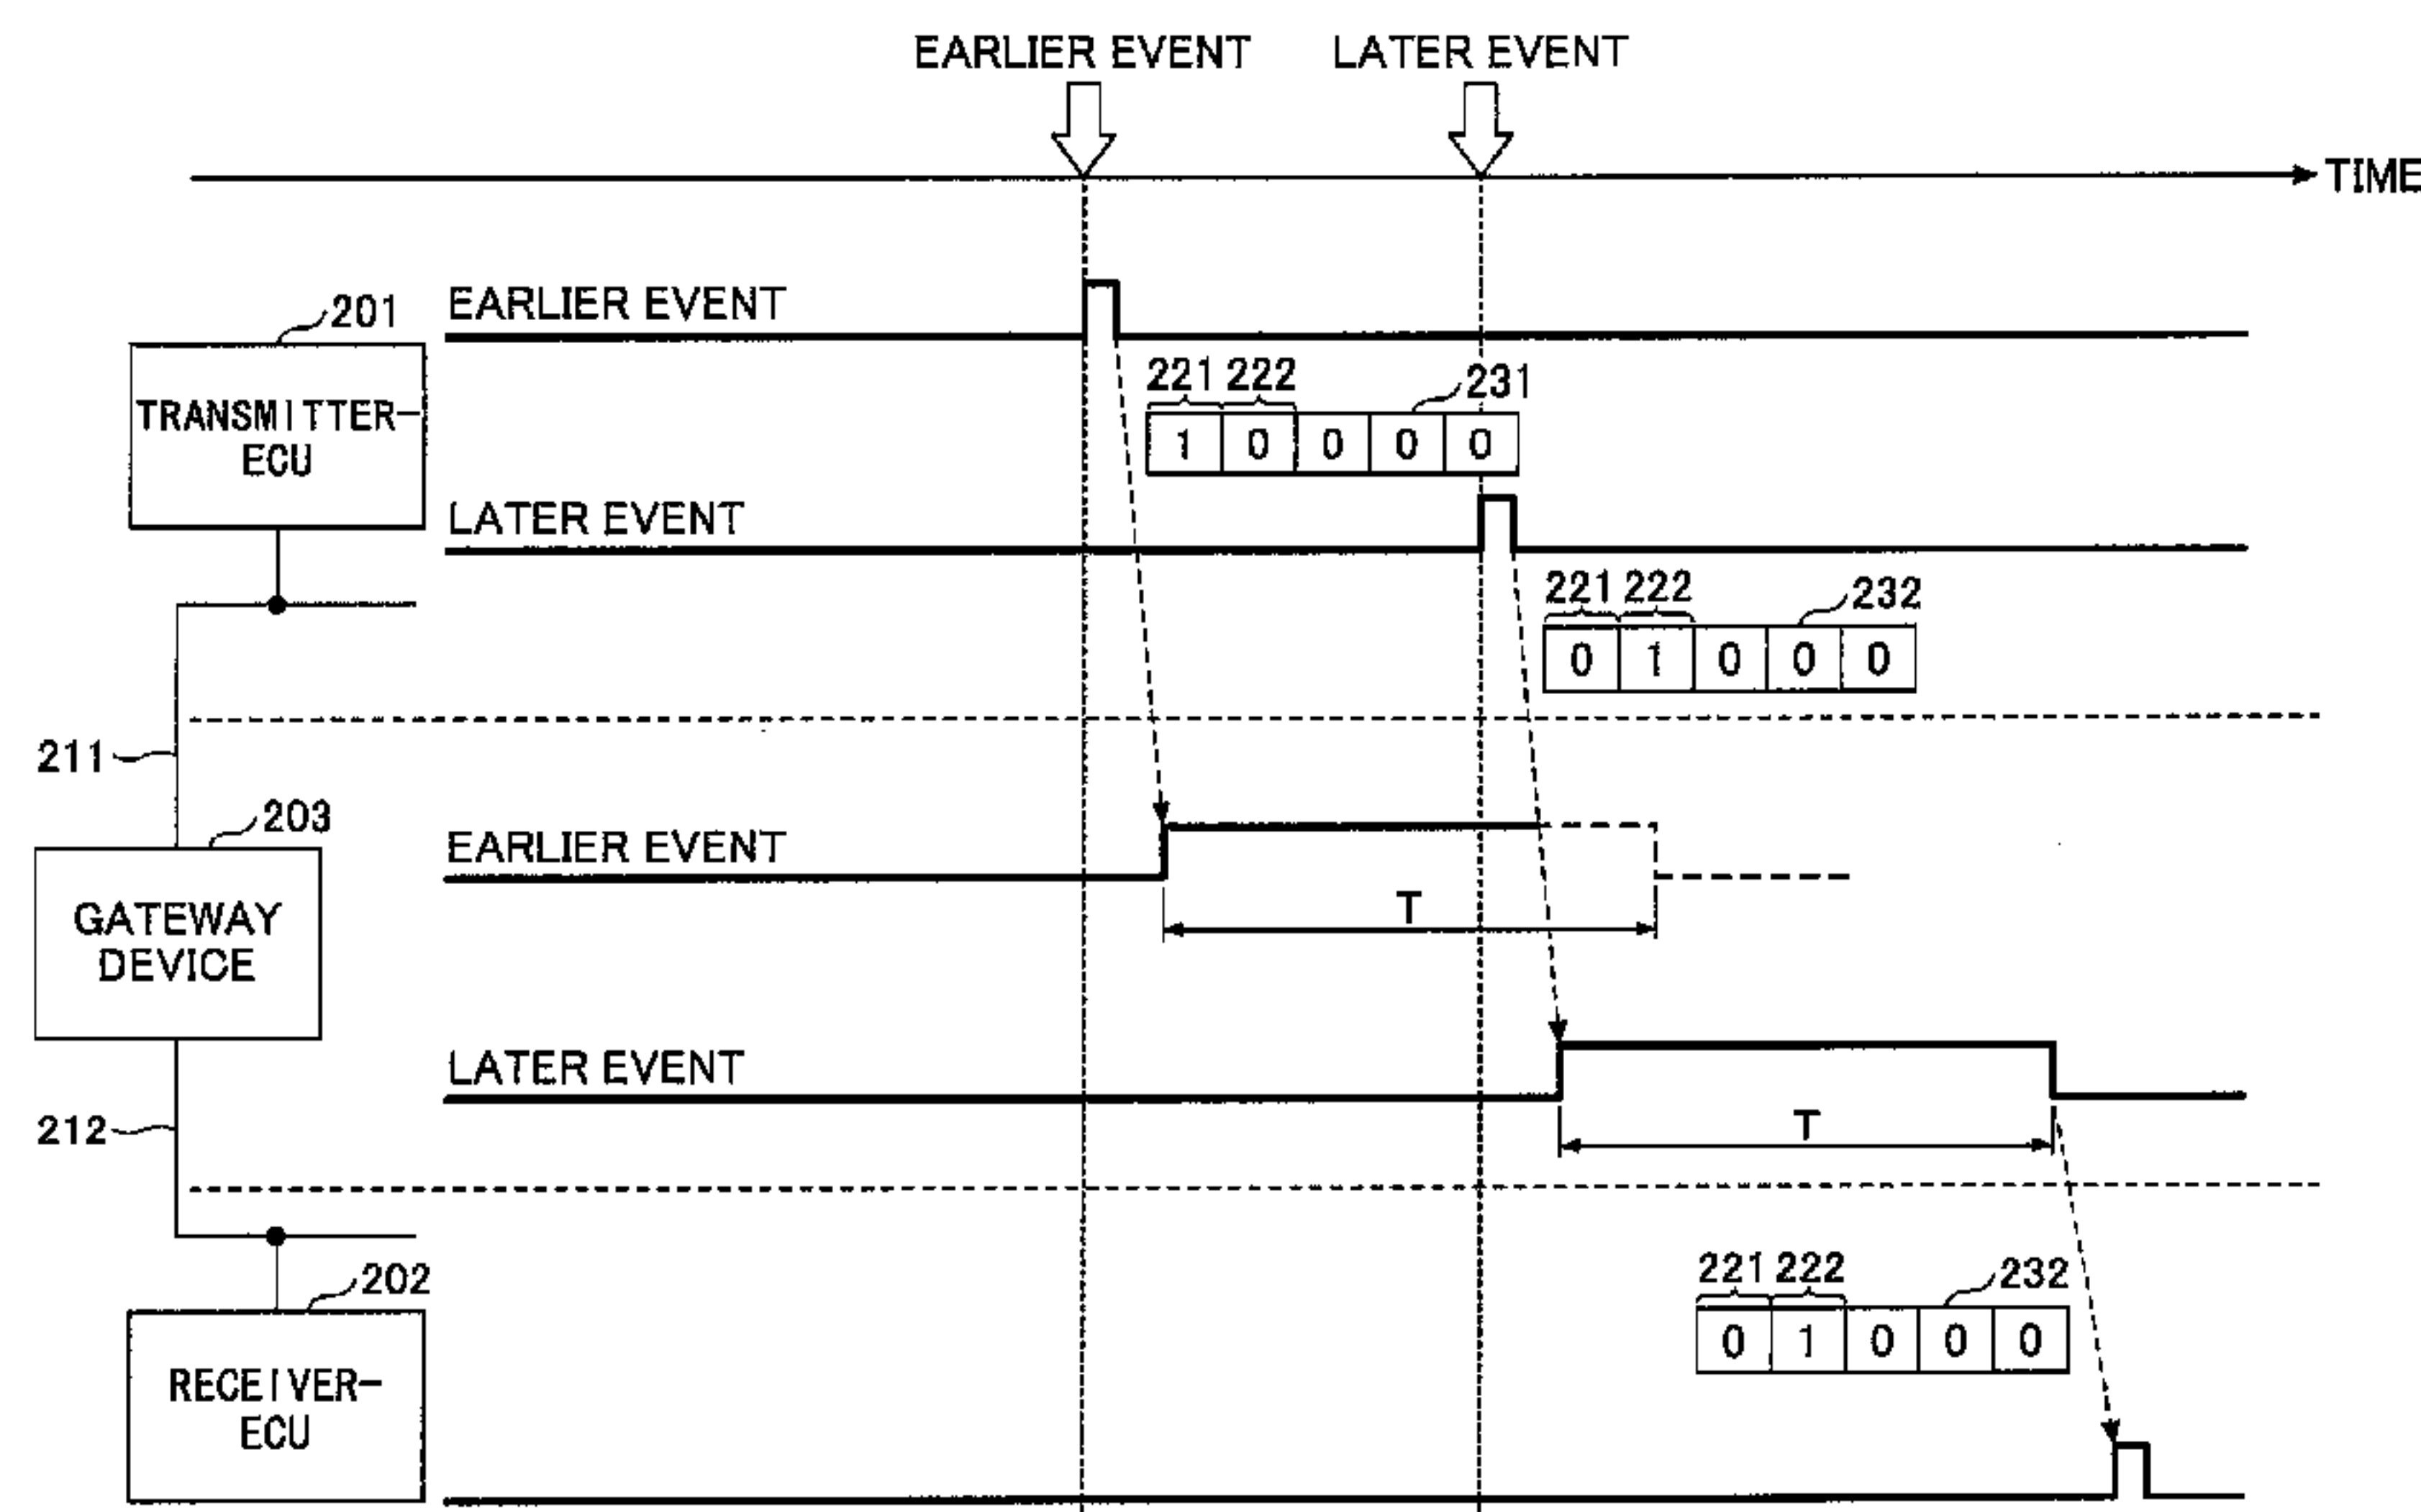 EARLIER EVENT LATER EVENT
TIME
201
EARLIER EVENT
TRANSMITTER-
ECU
221 222 231
1 0 0 0 0
LATER EVENT
221 222 232
0 1 0 0 0
211
203
EARLIER EVENT
GATEWAY
DEVICE
T
LATER EVENT
212
T
202
221 222 232
0 1 0 0 0
RECEIVER-
ECU